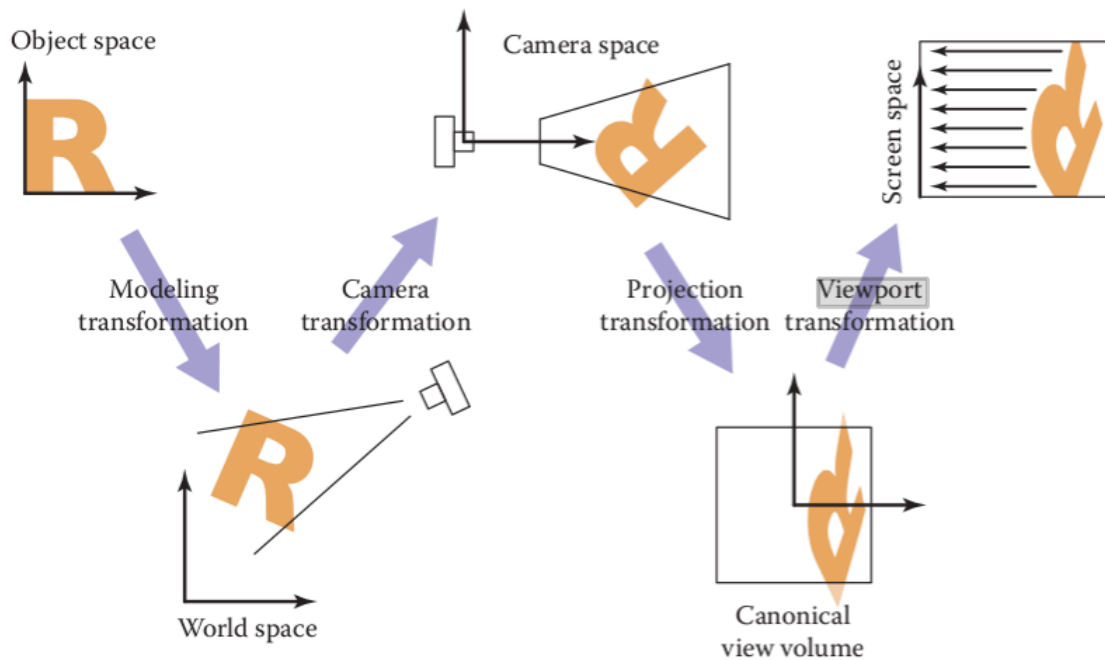 Object space
Camera space
Screen space
Modeling
transformation
Camera
transformation
Projection
transformation
Viewport
transformation
World space
Canonical
view volume